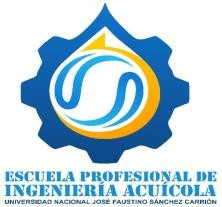 ESCUELA PROFESIONAL DE
INGENIERÍA ACUÍCOLA
UNIVERSIDAD NACIONAL JOSÉ FAUSTINO SÁNCHEZ CARRIÓN